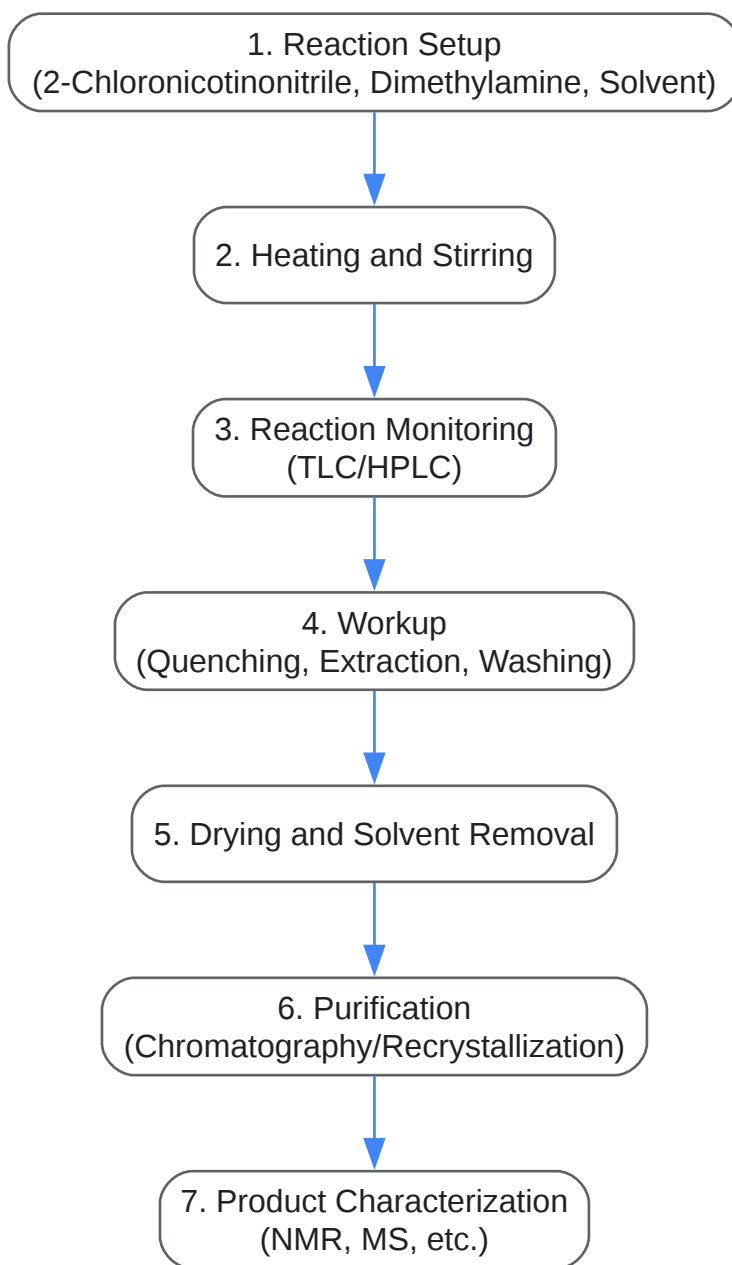 1. Reaction Setup
(2-Chloronicotinonitrile, Dimethylamine, Solvent)
2. Heating and Stirring
3. Reaction Monitoring
(TLC/HPLC)
4. Workup
(Quenching, Extraction, Washing)
5. Drying and Solvent Removal
6. Purification
(Chromatography/Recrystallization)
7. Product Characterization
(NMR, MS, etc.)